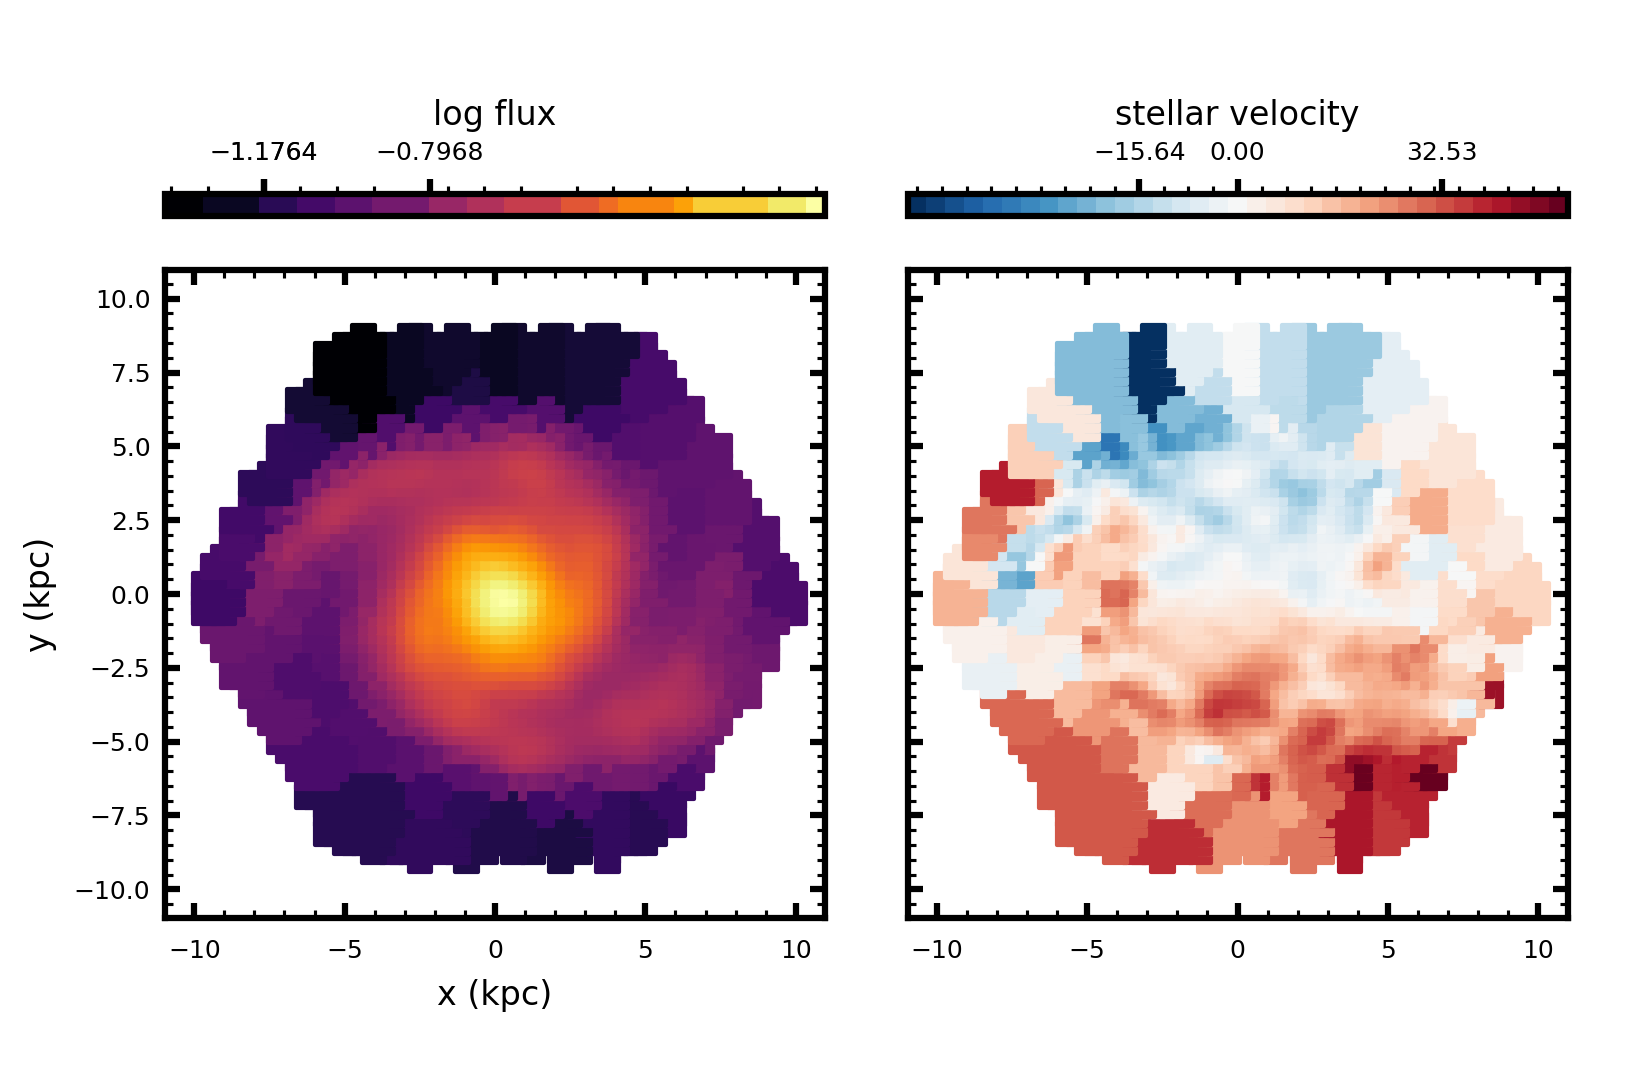 log flux
−1.1764 −0.7968
stellar velocity
−15.64 0.00 32.53
10.0
7.5
5.0
2.5
0.0
−2.5
−5.0
−7.5
−10.0
y (kpc)
−10 −5 0 5 10
x (kpc)
−10 −5 0 5 10